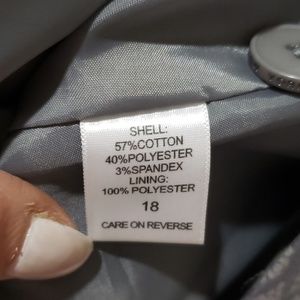 SHELL:
57%COTTON
40%POLYESTER
3%SPANDEX
LINING:
100% POLYESTER
18
CARE ON REVERSE